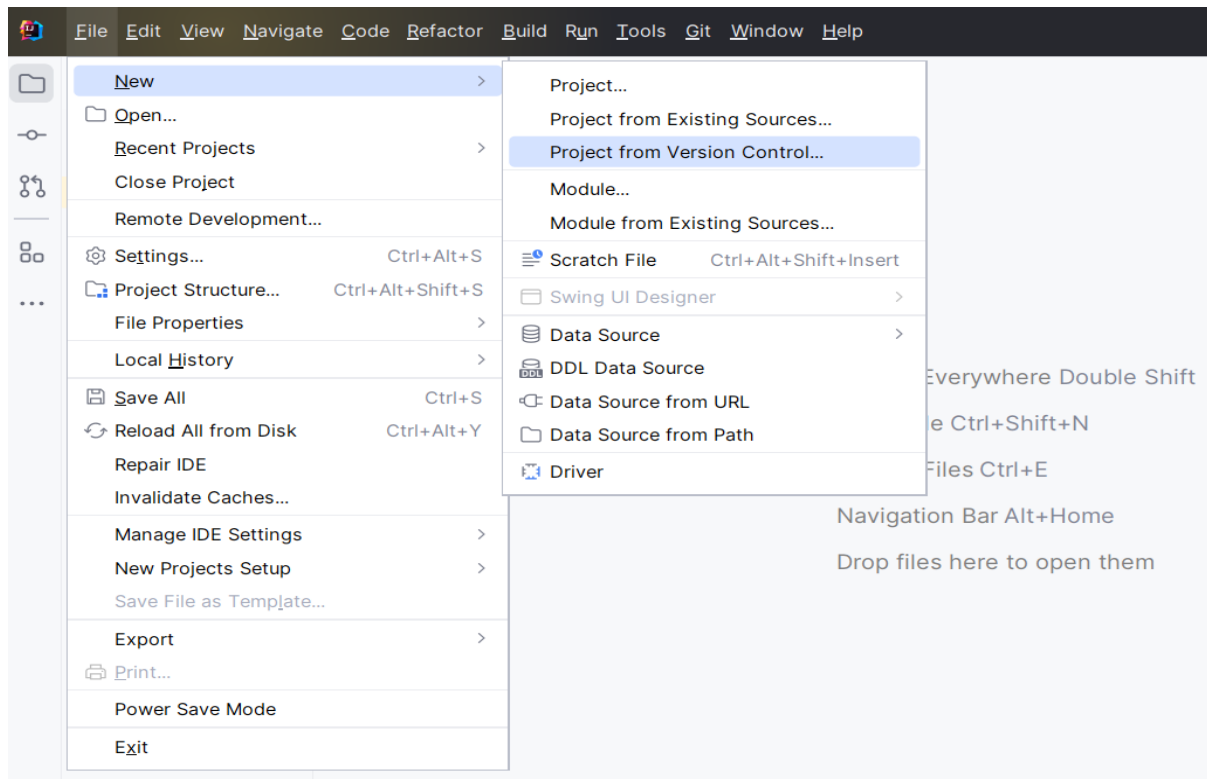 File Edit View Navigate Code Refactor Build Run Tools Git Window Help
New
Open...
Recent Projects
Close Project
Remote Development...
Settings... Ctrl+Alt+S
Project Structure... Ctrl+Alt+Shift+S
File Properties
Local History
Save All Ctrl+S
Reload All from Disk Ctrl+Alt+Y
Repair IDE
Invalidate Caches...
Manage IDE Settings
New Projects Setup
Save File as Template...
Export
Print...
Power Save Mode
Exit
Project...
Project from Existing Sources...
Project from Version Control...
Module...
Module from Existing Sources...
Scratch File Ctrl+Alt+Shift+Insert
Swing UI Designer
Data Source
DDL Data Source
Data Source from URL
Data Source from Path
Driver
Everywhere Double Shift
Ctrl+Shift+N
Files Ctrl+E
Navigation Bar Alt+Home
Drop files here to open them